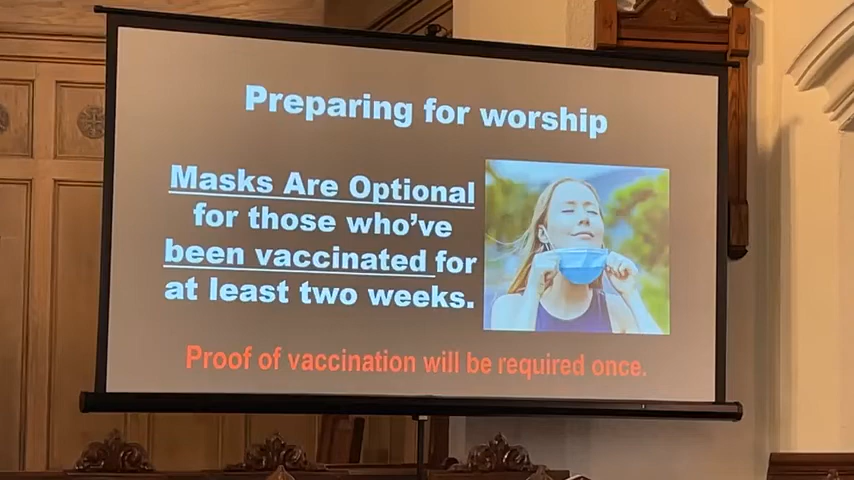 Preparing for worship
Masks Are Optional
for those who've
been vaccinated for
at least two weeks.
Proof of vaccination will be required once.